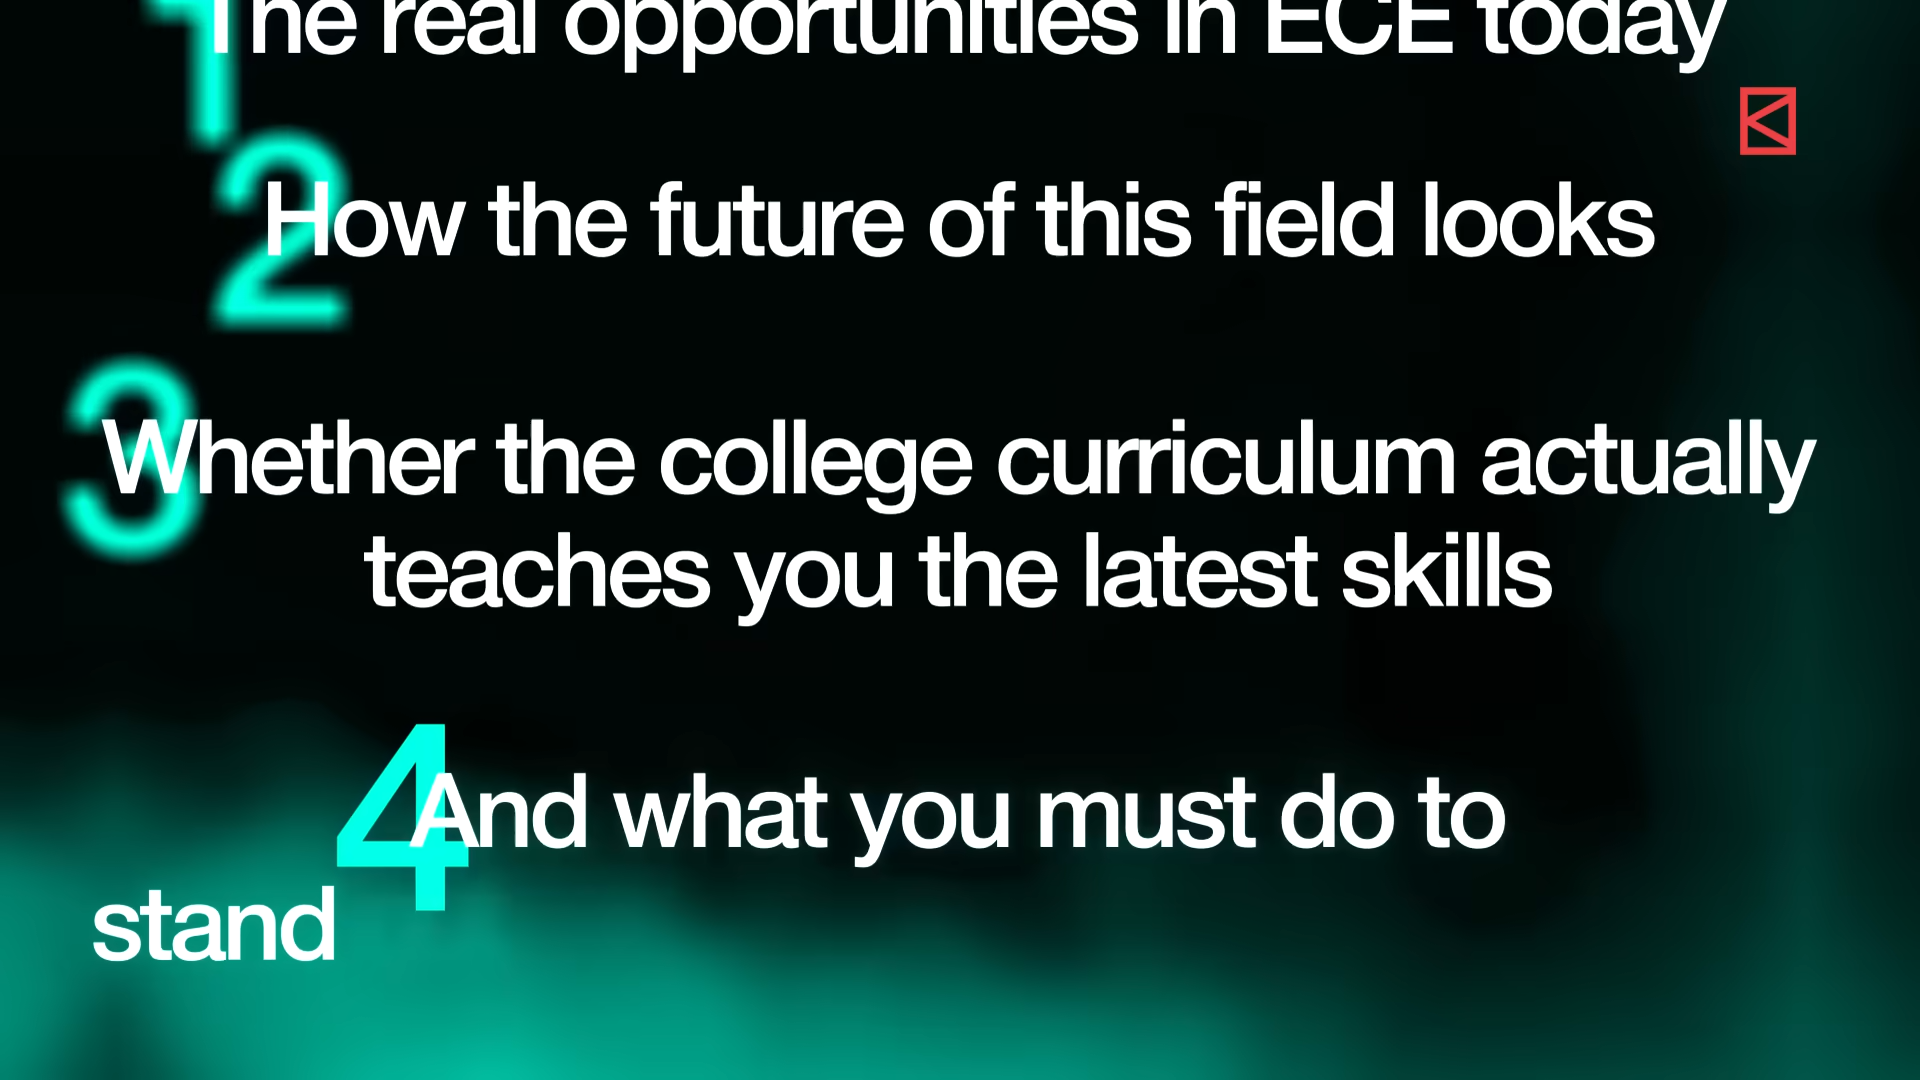 1 The real opportunities in ECE today
2 How the future of this field looks
3 Whether the college curriculum actually
teaches you the latest skills
4 And what you must do to
stand